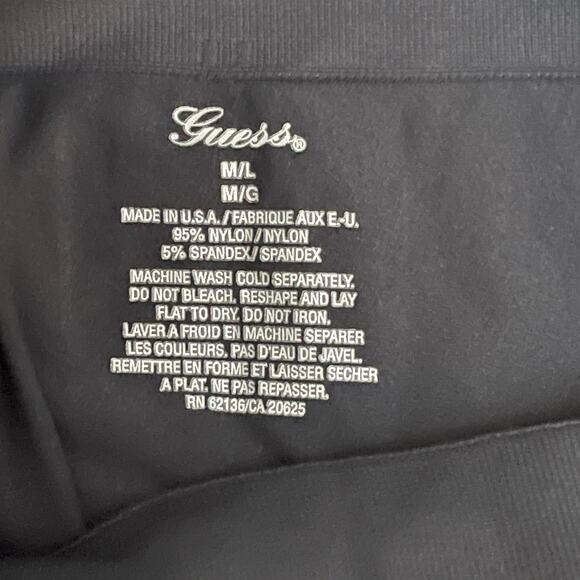 Guess®
M/L
M/G
MADE IN U.S.A./FABRIQUE AUX E.-U.
95% NYLON/NYLON
5% SPANDEX/SPANDEX
MACHINE WASH COLD SEPARATELY.
DO NOT BLEACH. RESHAPE AND LAY
FLAT TO DRY. DO NOT IRON.
LAVER A FROID EN MACHINE SEPARER
LES COULEURS. PAS D'EAU DE JAVEL.
REMETTRE EN FORME ET LAISSER SECHER
A PLAT. NE PAS REPASSER.
RN 62136/CA 20625